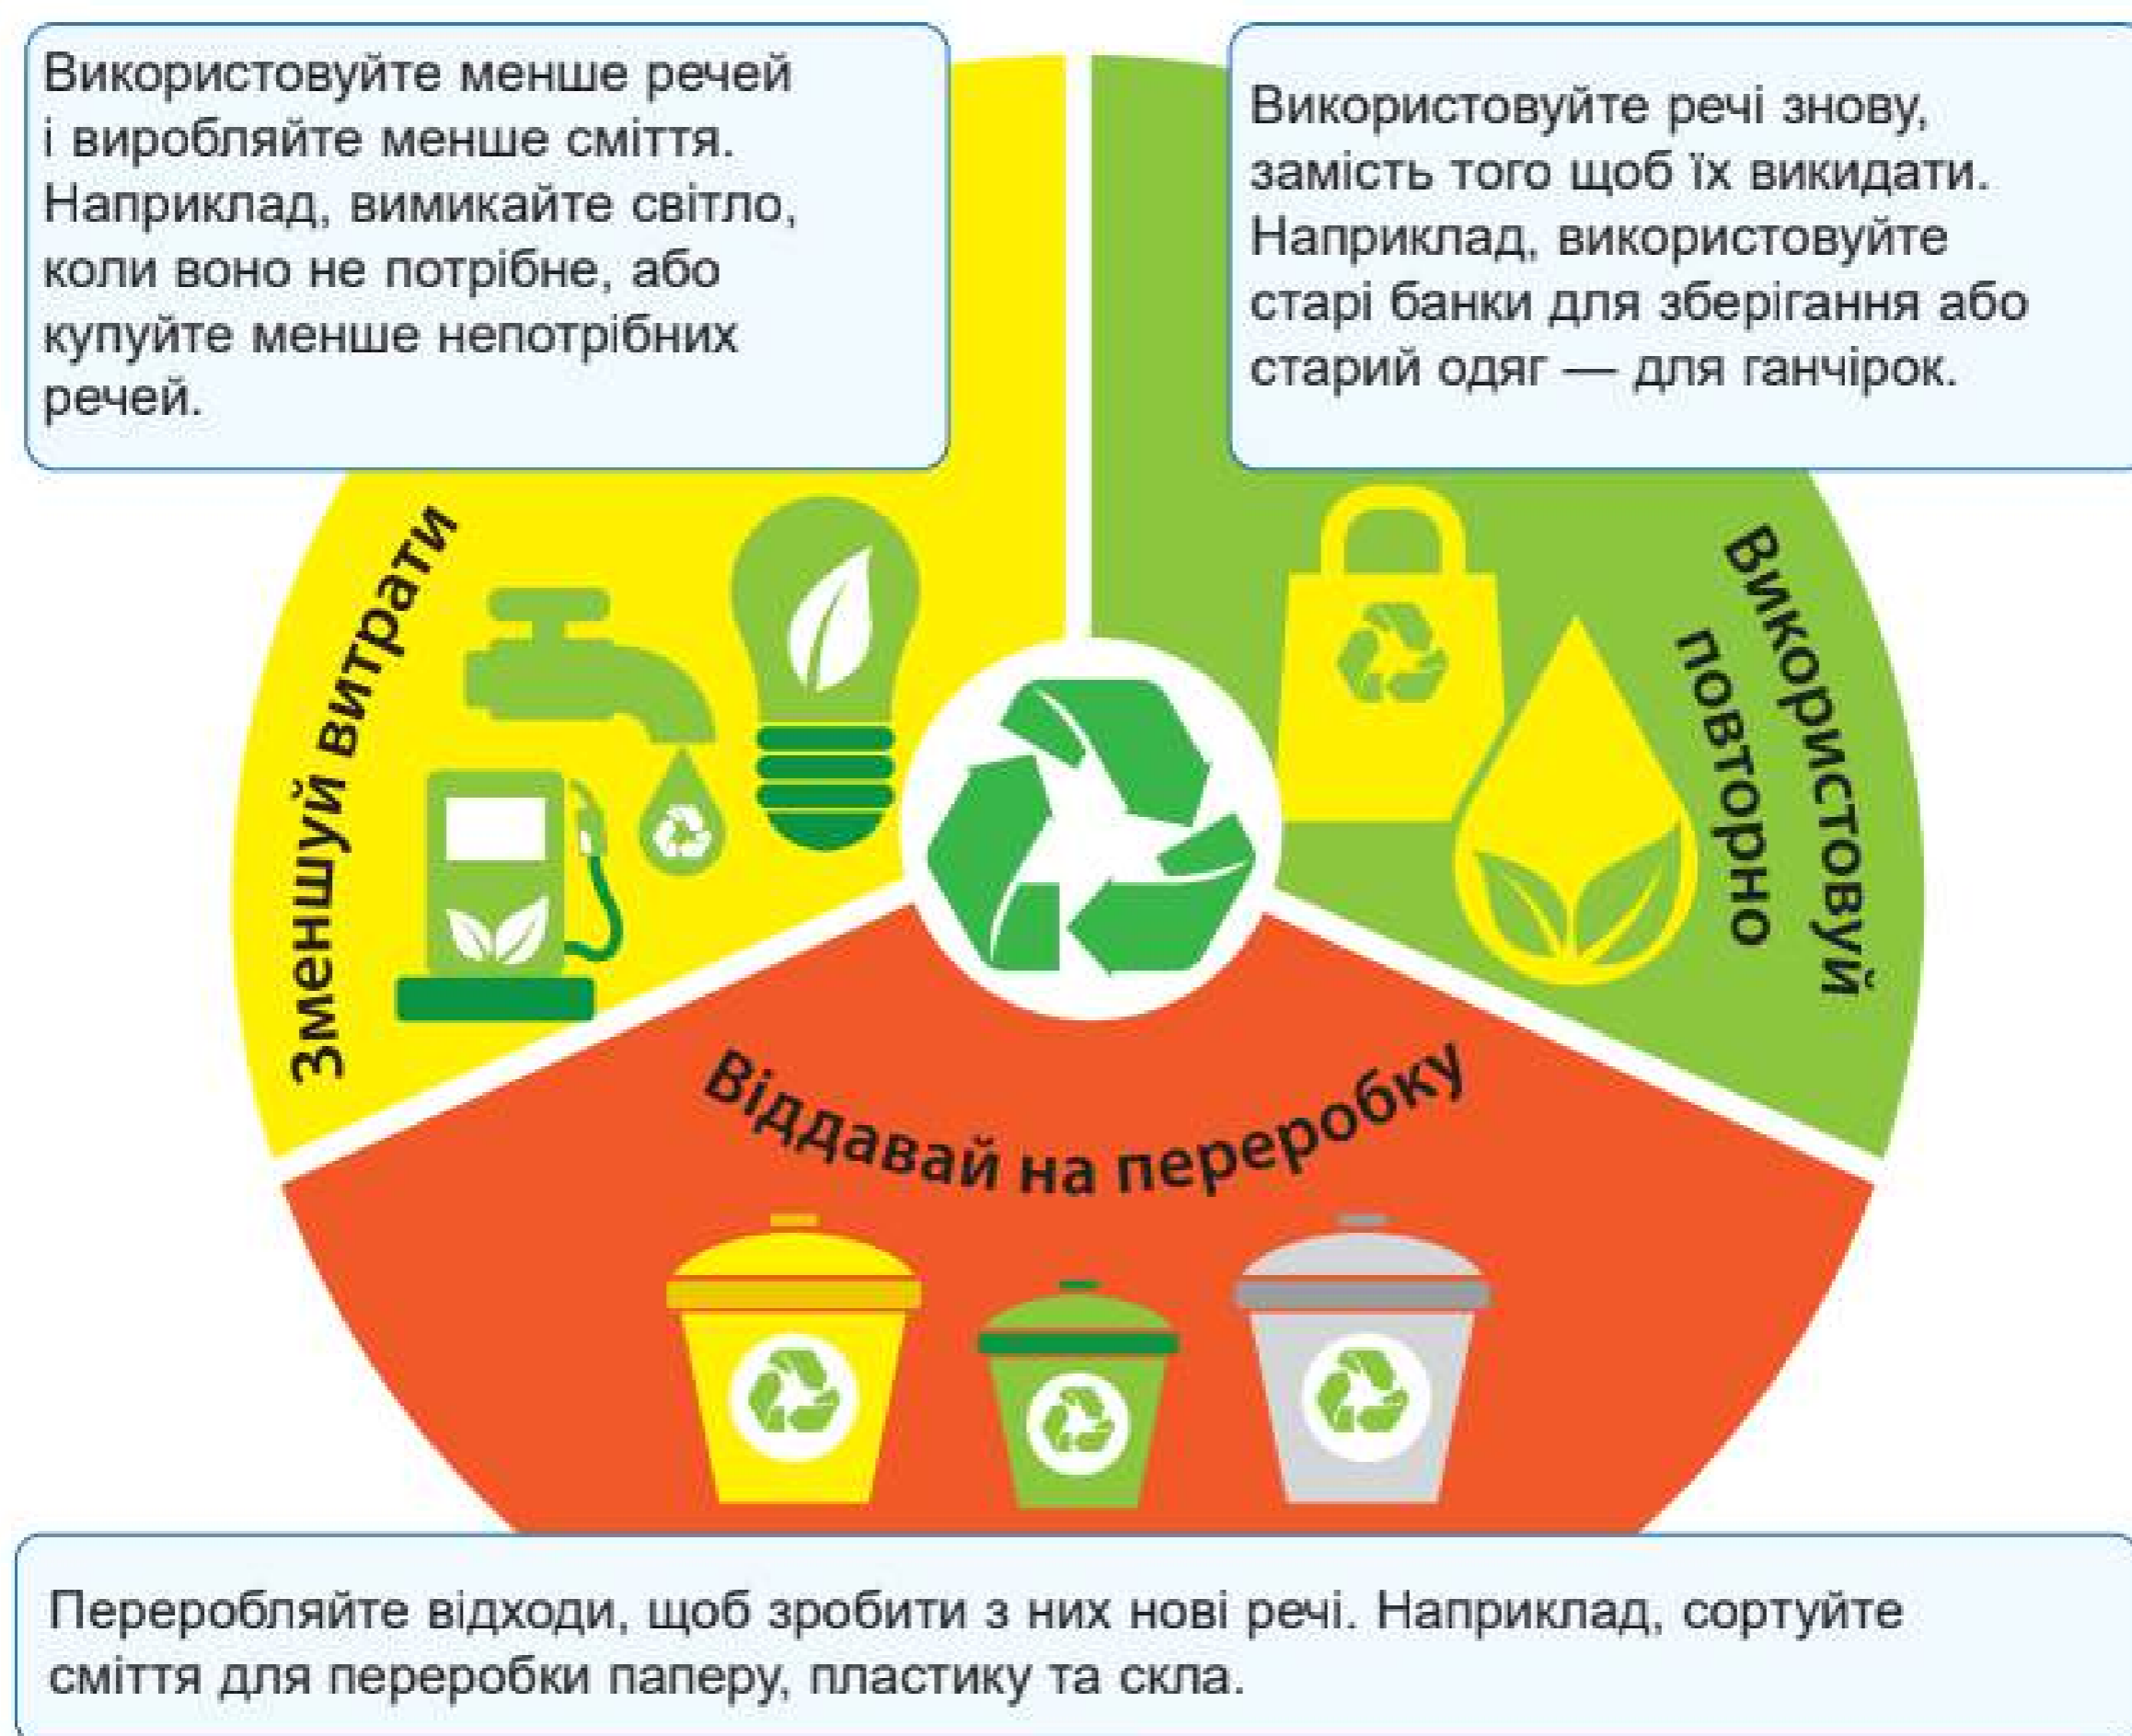 Використовуйте менше речей
і виробляйте менше сміття.
Наприклад, вимикайте світло,
коли воно не потрібне, або
купуйте менше непотрібних
речей.
Використовуйте речі знову,
замість того щоб їх викидати.
Наприклад, використовуйте
старі банки для зберігання або
старий одяг — для ганчірок.
Зменшуй витрати
Використовуй
повторно
Віддавай на переробку
Переробляйте відходи, щоб зробити з них нові речі. Наприклад, сортуйте
сміття для переробки паперу, пластику та скла.